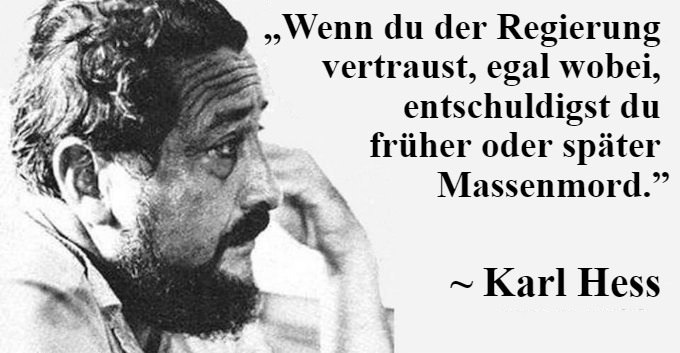 „Wenn du der Regierung
vertraust, egal wobei,
entschuldigst du
früher oder später
Massenmord.”
~ Karl Hess